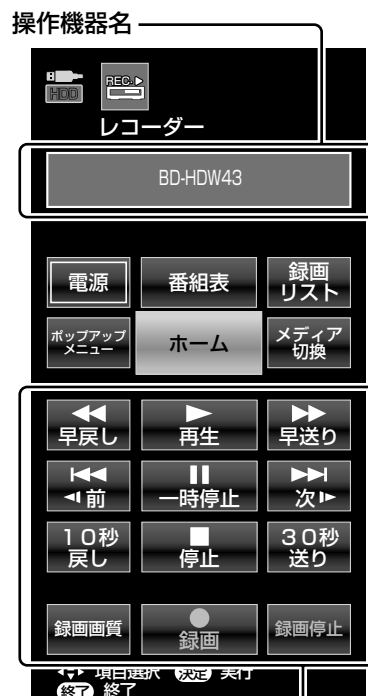 操作機器名
HDD
REC
レコーダー
BD-HDW43
電源
番組表
録画
リスト
ポップアップ
メニュー
ホーム
メディア
切換
早戻し
再生
早送り
前
一時停止
次
10秒
戻し
停止
30秒
送り
録画画質
録画
録画停止
項目選択 決定 実行
終了 終了